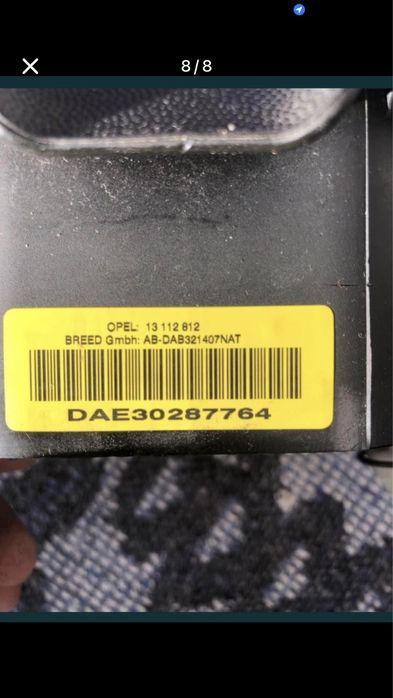 8/8
OPEL: 13 112 812
BREED Gmbh: AB-DAB321407NAT
DAE30287764